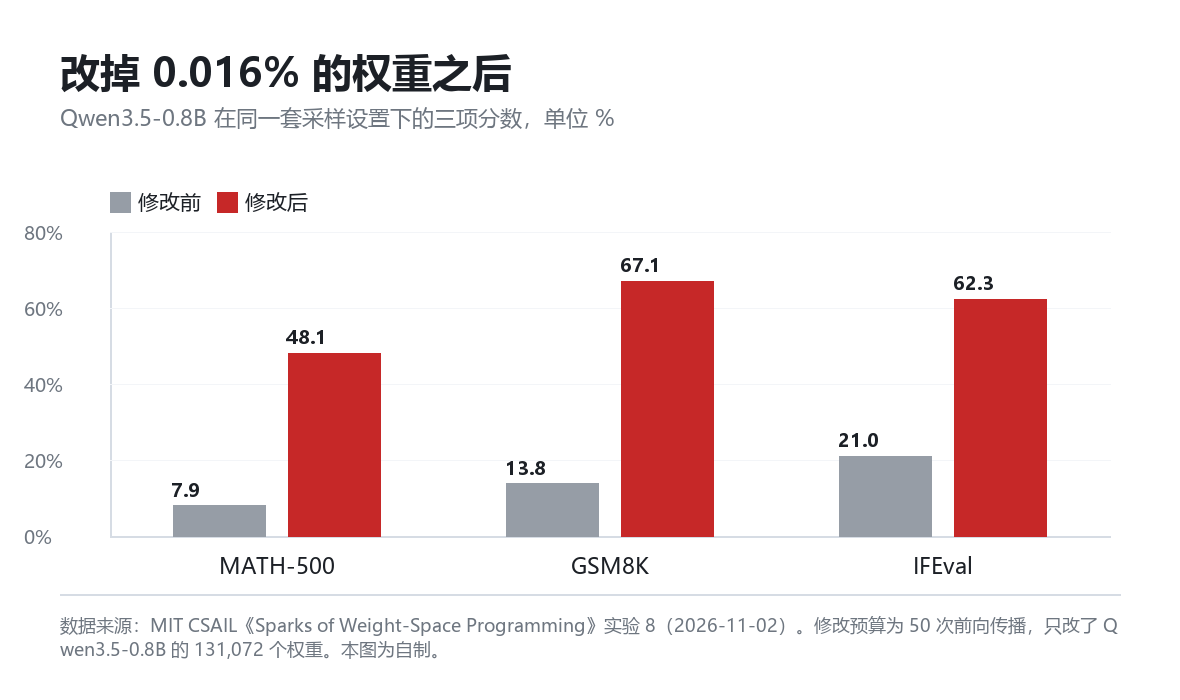 改掉 0.016% 的权重之后
Qwen3.5-0.8B 在同一套采样设置下的三项分数，单位 %
修改前 修改后
80%
60%
40%
20%
0%
7.9
48.1
13.8
67.1
21.0
62.3
MATH-500 GSM8K IFEval
数据来源：MIT CSAIL《Sparks of Weight-Space Programming》实验 8（2026-11-02）。修改预算为 50 次前向传播，只改了 Q
wen3.5-0.8B 的 131,072 个权重。本图为自制。